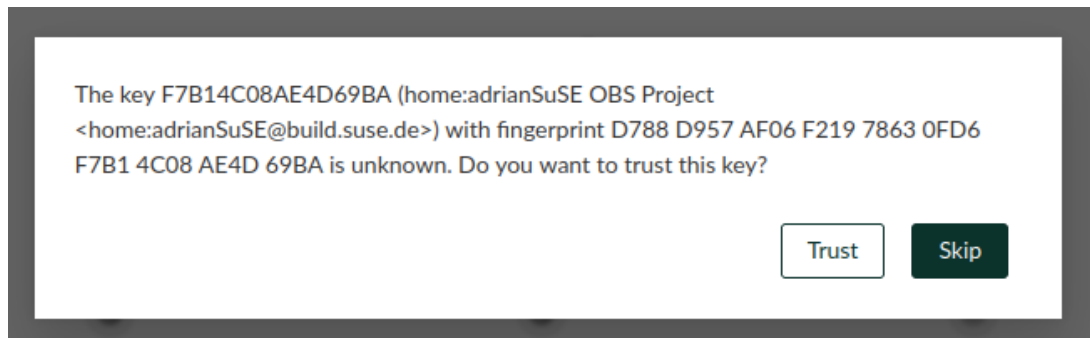 The key F7B14C08AE4D69BA (home:adrianSuSE OBS Project
<home:adrianSuSE@build.suse.de>) with fingerprint D788 D957 AF06 F219 7863 0FD6
F7B1 4C08 AE4D 69BA is unknown. Do you want to trust this key?
Trust Skip